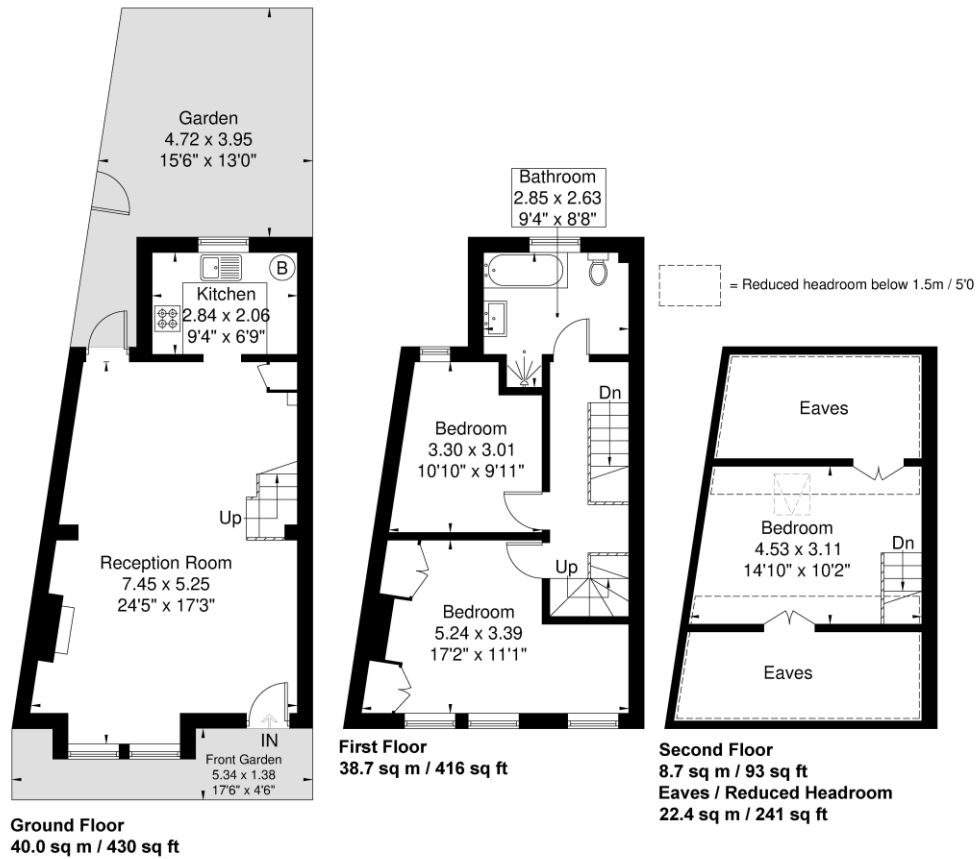 Garden
4.72 x 3.95
15'6" x 13'0"
B
Kitchen
2.84 x 2.06
9'4" x 6'9"
Up
Reception Room
7.45 x 5.25
24'5" x 17'3"
IN
Front Garden
5.34 x 1.38
17'6" x 4'6"
Ground Floor
40.0 sq m / 430 sq ft
Bathroom
2.85 x 2.63
9'4" x 8'8"
Dn
Bedroom
3.30 x 3.01
10'10" x 9'11"
Up
Bedroom
5.24 x 3.39
17'2" x 11'1"
First Floor
38.7 sq m / 416 sq ft
= Reduced headroom below 1.5m / 5'0
Eaves
Bedroom
4.53 x 3.11
14'10" x 10'2"
Dn
Eaves
Second Floor
8.7 sq m / 93 sq ft
Eaves / Reduced Headroom
22.4 sq m / 241 sq ft